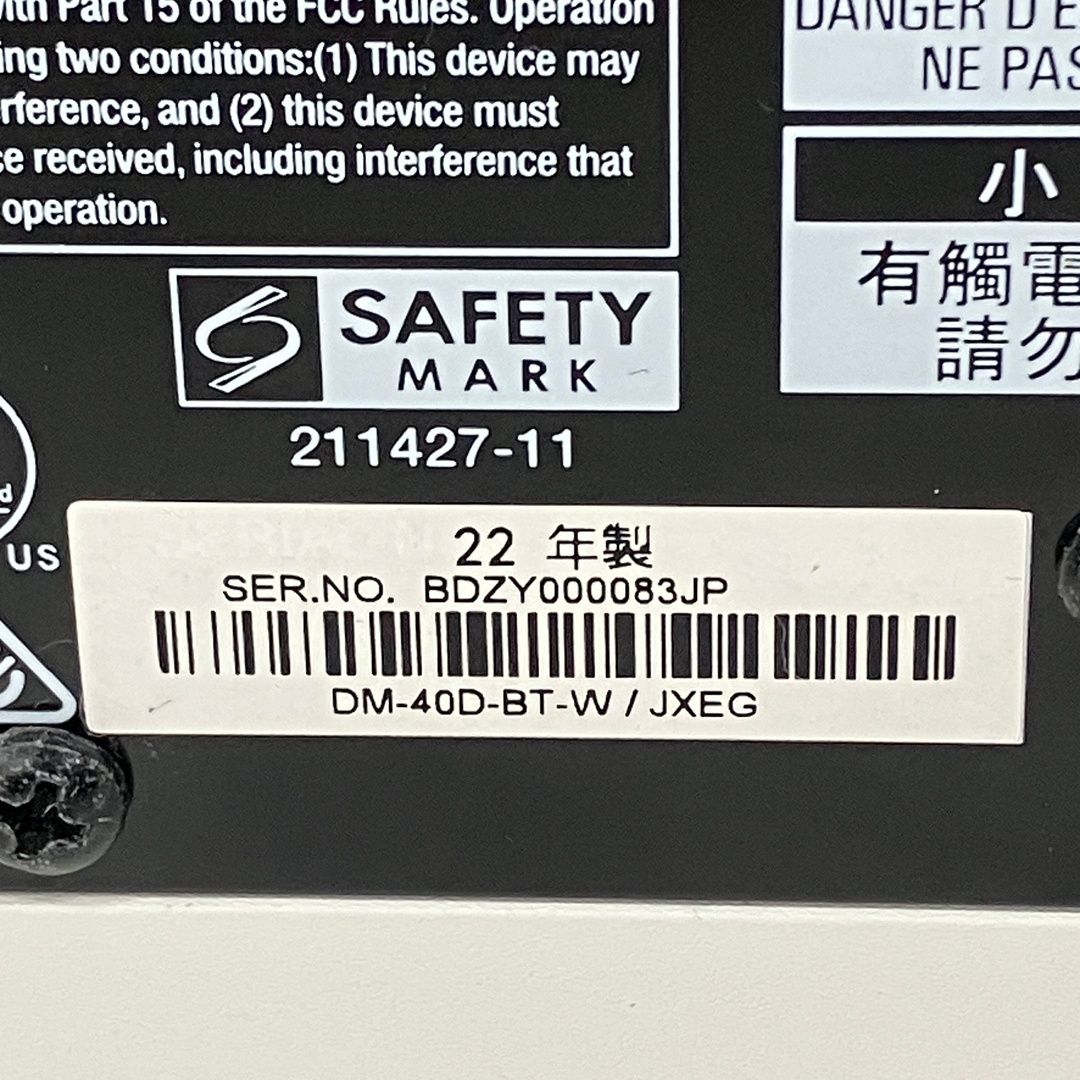 with Part 15 of the FCC Rules. Operation
ing two conditions:(1) This device may
rference, and (2) this device must
ce received, including interference that
operation.
DANGER D'E
NE PAS
小
有觸電
請勿
SAFETY
MARK
211427-11
d
US
22 年製
SER.NO. BDZY000083JP
DM-40D-BT-W / JXEG